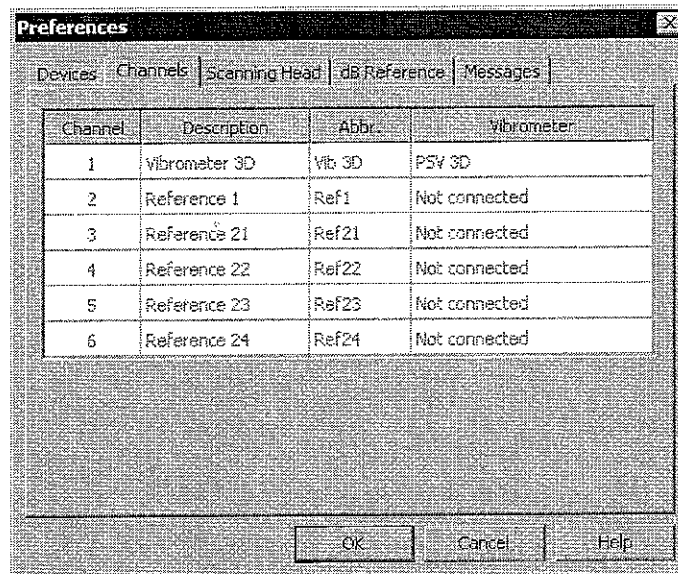 Preferences
Devices Channels Scanning Head dB Reference Messages
Channel Description Abbr. Vibrometer
1 Vibrometer 3D Vib 3D PSV 3D
2 Reference 1 Ref1 Not connected
3 Reference 21 Ref21 Not connected
4 Reference 22 Ref22 Not connected
5 Reference 23 Ref23 Not connected
6 Reference 24 Ref24 Not connected
OK Cancel Help